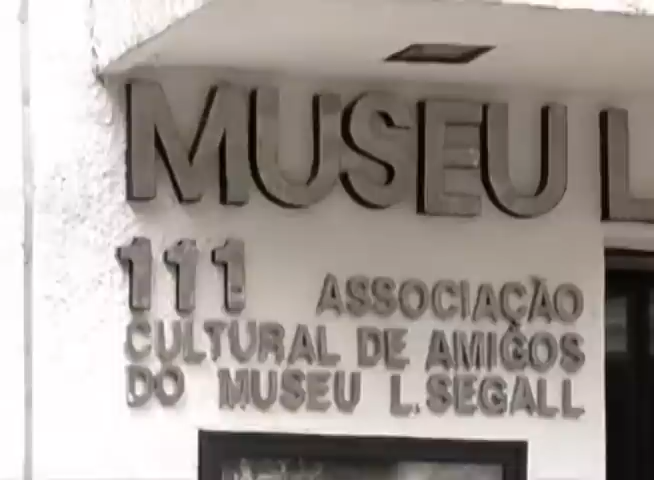 MUSEU L
111 ASSOCIAÇÃO
CULTURAL DE AMIGOS
DO MUSEU L.SEGALL